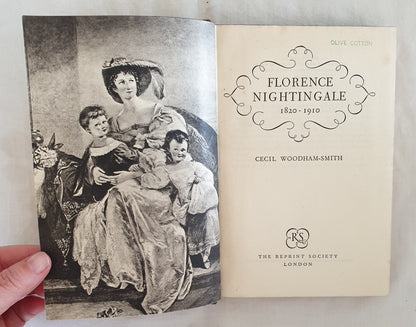 OLIVE COTTON
FLORENCE
NIGHTINGALE
1820 - 1910
CECIL WOODHAM-SMITH
RS
THE REPRINT SOCIETY
LONDON